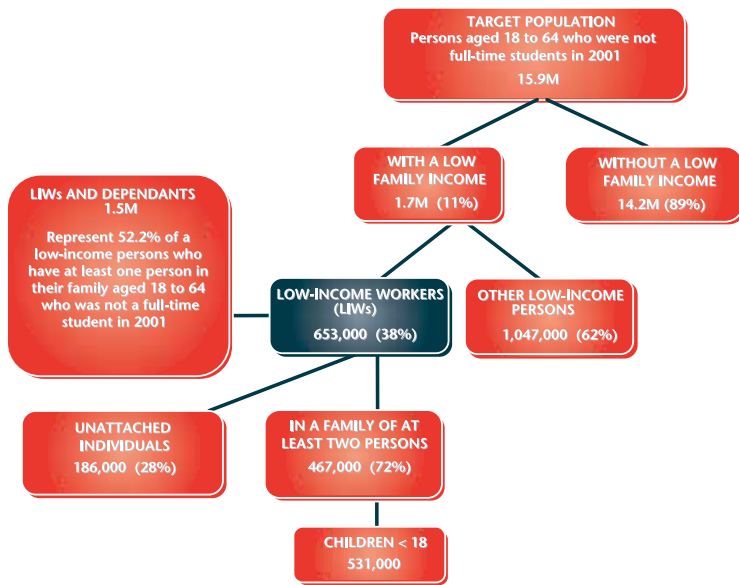 TARGET POPULATION
Persons aged 18 to 64 who were not
full-time students in 2001
15.9M
WITH A LOW
FAMILY INCOME
1.7M (11%)
WITHOUT A LOW
FAMILY INCOME
14.2M (89%)
LIWs AND DEPENDANTS
1.5M
Represent 52.2% of a
low-income persons who
have at least one person in
their family aged 18 to 64
who was not a full-time
student in 2001
LOW-INCOME WORKERS
(LIWs)
653,000 (38%)
OTHER LOW-INCOME
PERSONS
1,047,000 (62%)
UNATTACHED
INDIVIDUALS
186,000 (28%)
IN A FAMILY OF AT
LEAST TWO PERSONS
467,000 (72%)
CHILDREN < 18
531,000